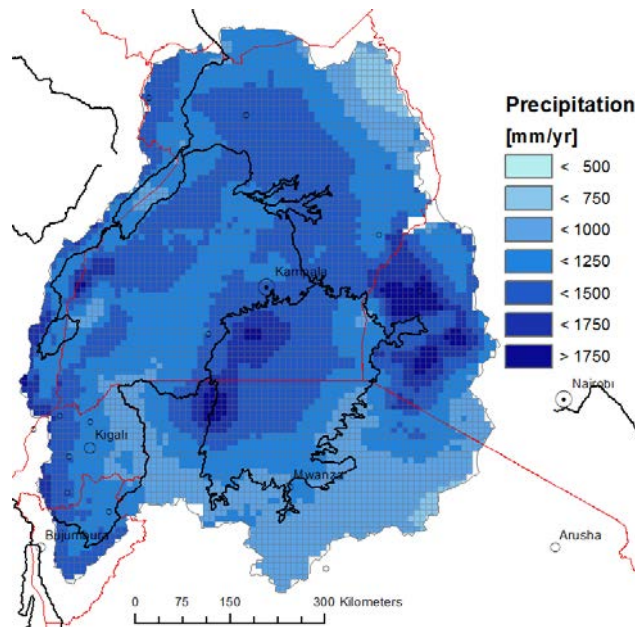 Precipitation
[mm/yr]
< 500
< 750
< 1000
< 1250
< 1500
< 1750
> 1750
Kampala
Nairobi
Kigali
Mwanza
Bujumbura
Arusha
0 75 150 300 Kilometers